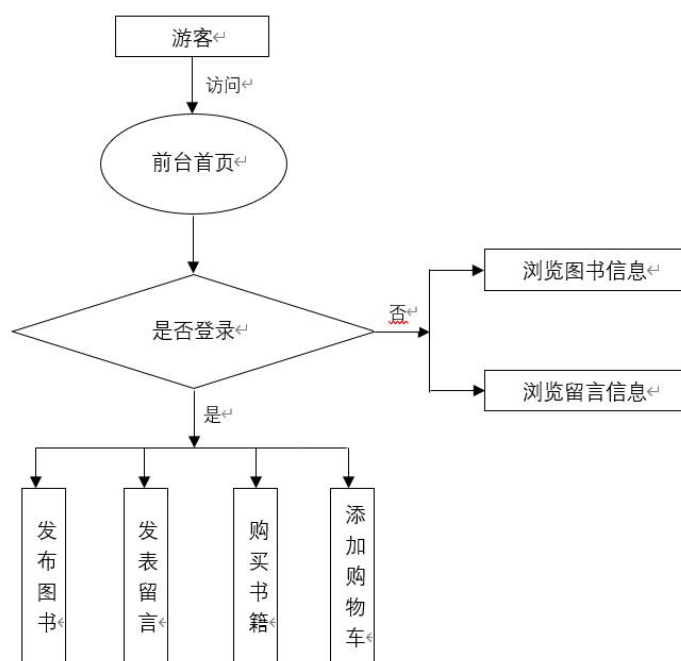 游客
访问
前台首页
浏览图书信息
否
是否登录
浏览留言信息
是
发布图书
发表留言
购买书籍
添加购物车